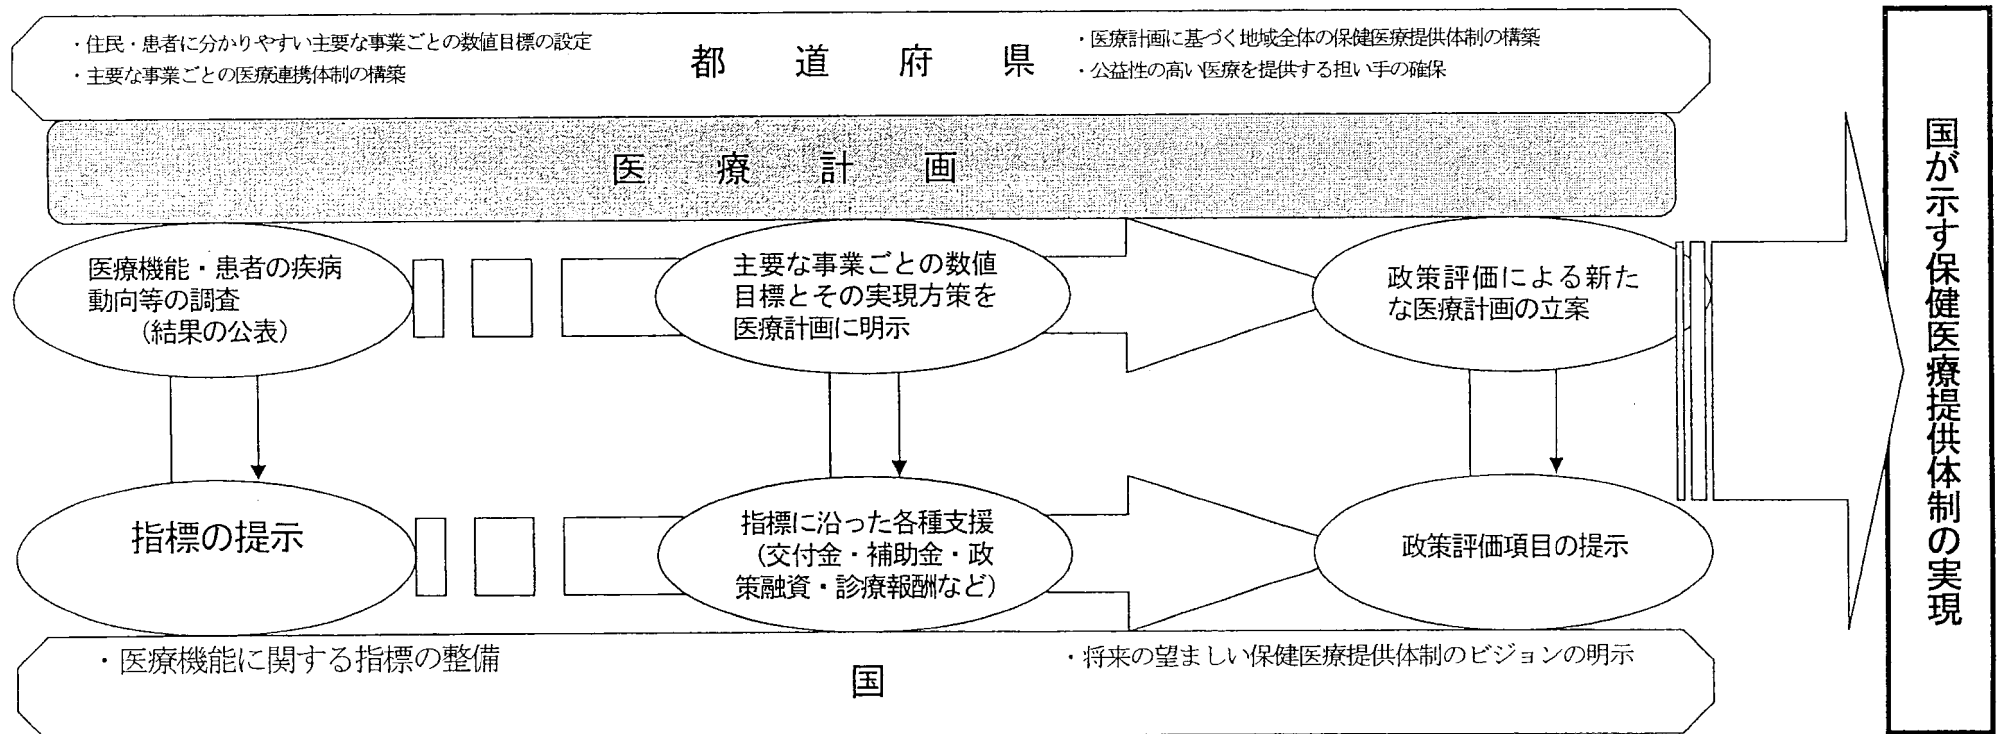 ・住民・患者に分かりやすい主要な事業ごとの数値目標の設定
・主要な事業ごとの医療連携体制の構築
都道府県
・医療計画に基づく地域全体の保健医療提供体制の構築
・公益性の高い医療を提供する担い手の確保
医療計画
医療機能・患者の疾病
動向等の調査
（結果の公表）
主要な事業ごとの数値
目標とその実現方策を
医療計画に明示
政策評価による新た
な医療計画の立案
指標の提示
指標に沿った各種支援
（交付金・補助金・政
策融資・診療報酬など）
政策評価項目の提示
・医療機能に関する指標の整備
国
・将来の望ましい保健医療提供体制のビジョンの明示
国が示す保健医療提供体制の実現